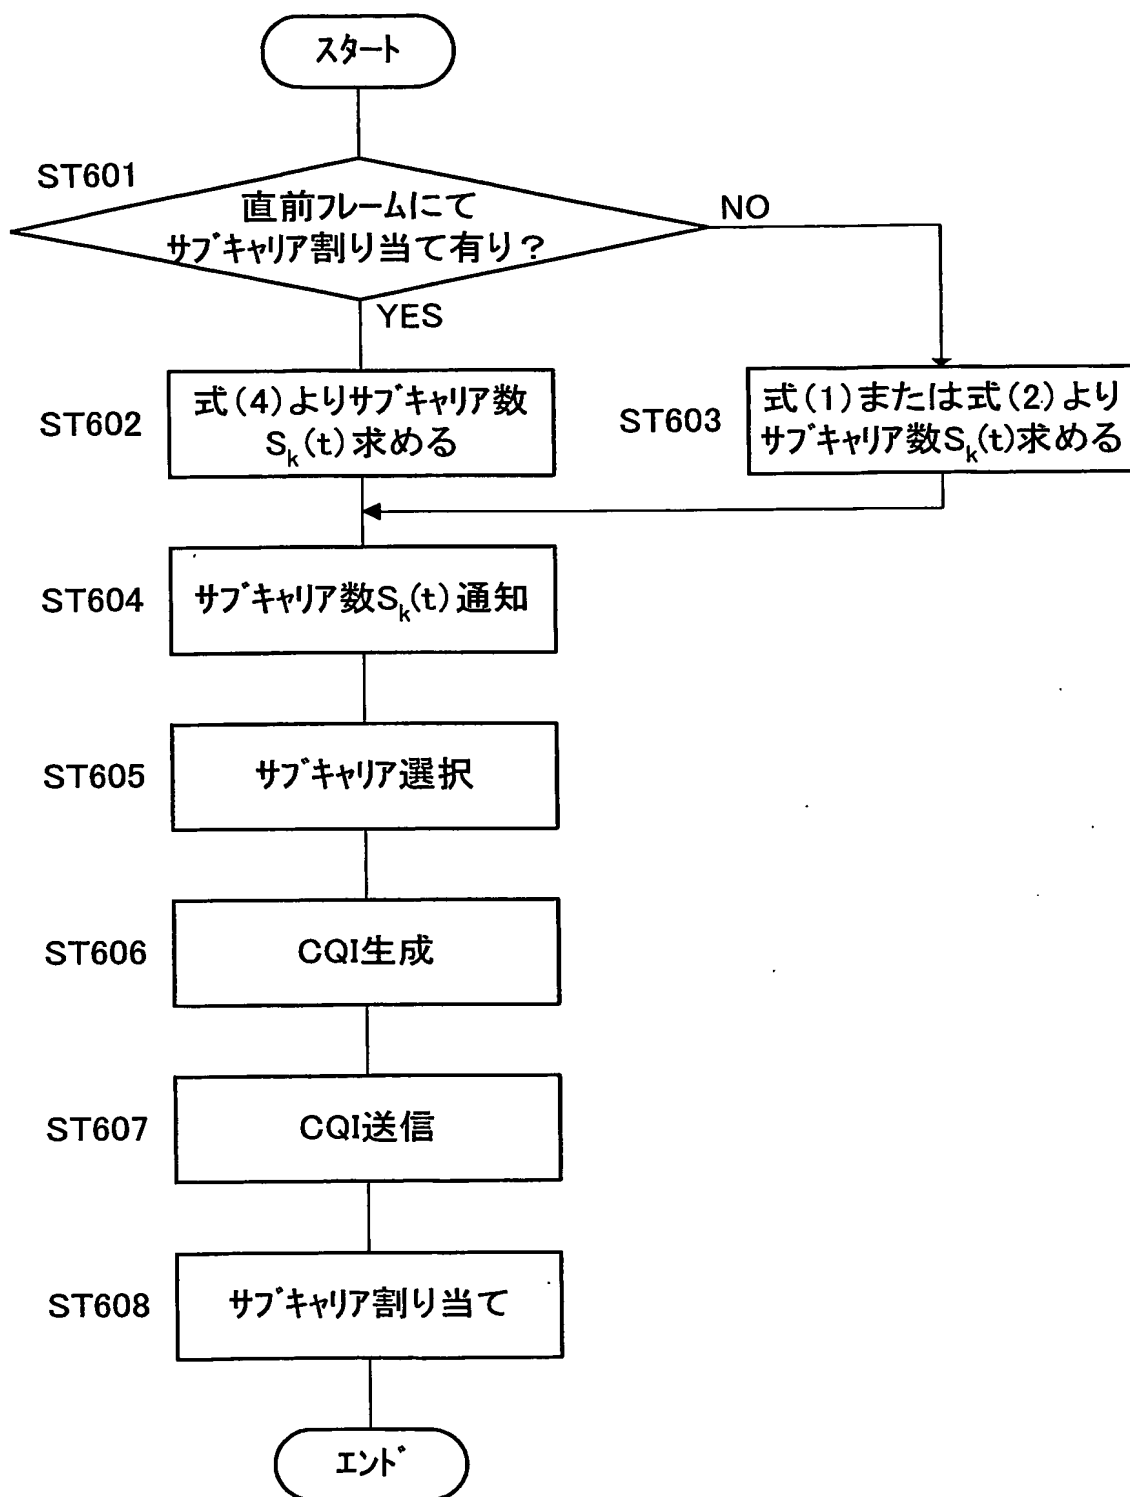 スタート
ST601
直前フレームにて
サブキャリア割り当て有り?
NO
YES
ST602
式(4)よりサブキャリア数
Sk(t)求める
ST603
式(1)または式(2)より
サブキャリア数Sk(t)求める
ST604
サブキャリア数Sk(t)通知
ST605
サブキャリア選択
ST606
CQI生成
ST607
CQI送信
ST608
サブキャリア割り当て
エンド